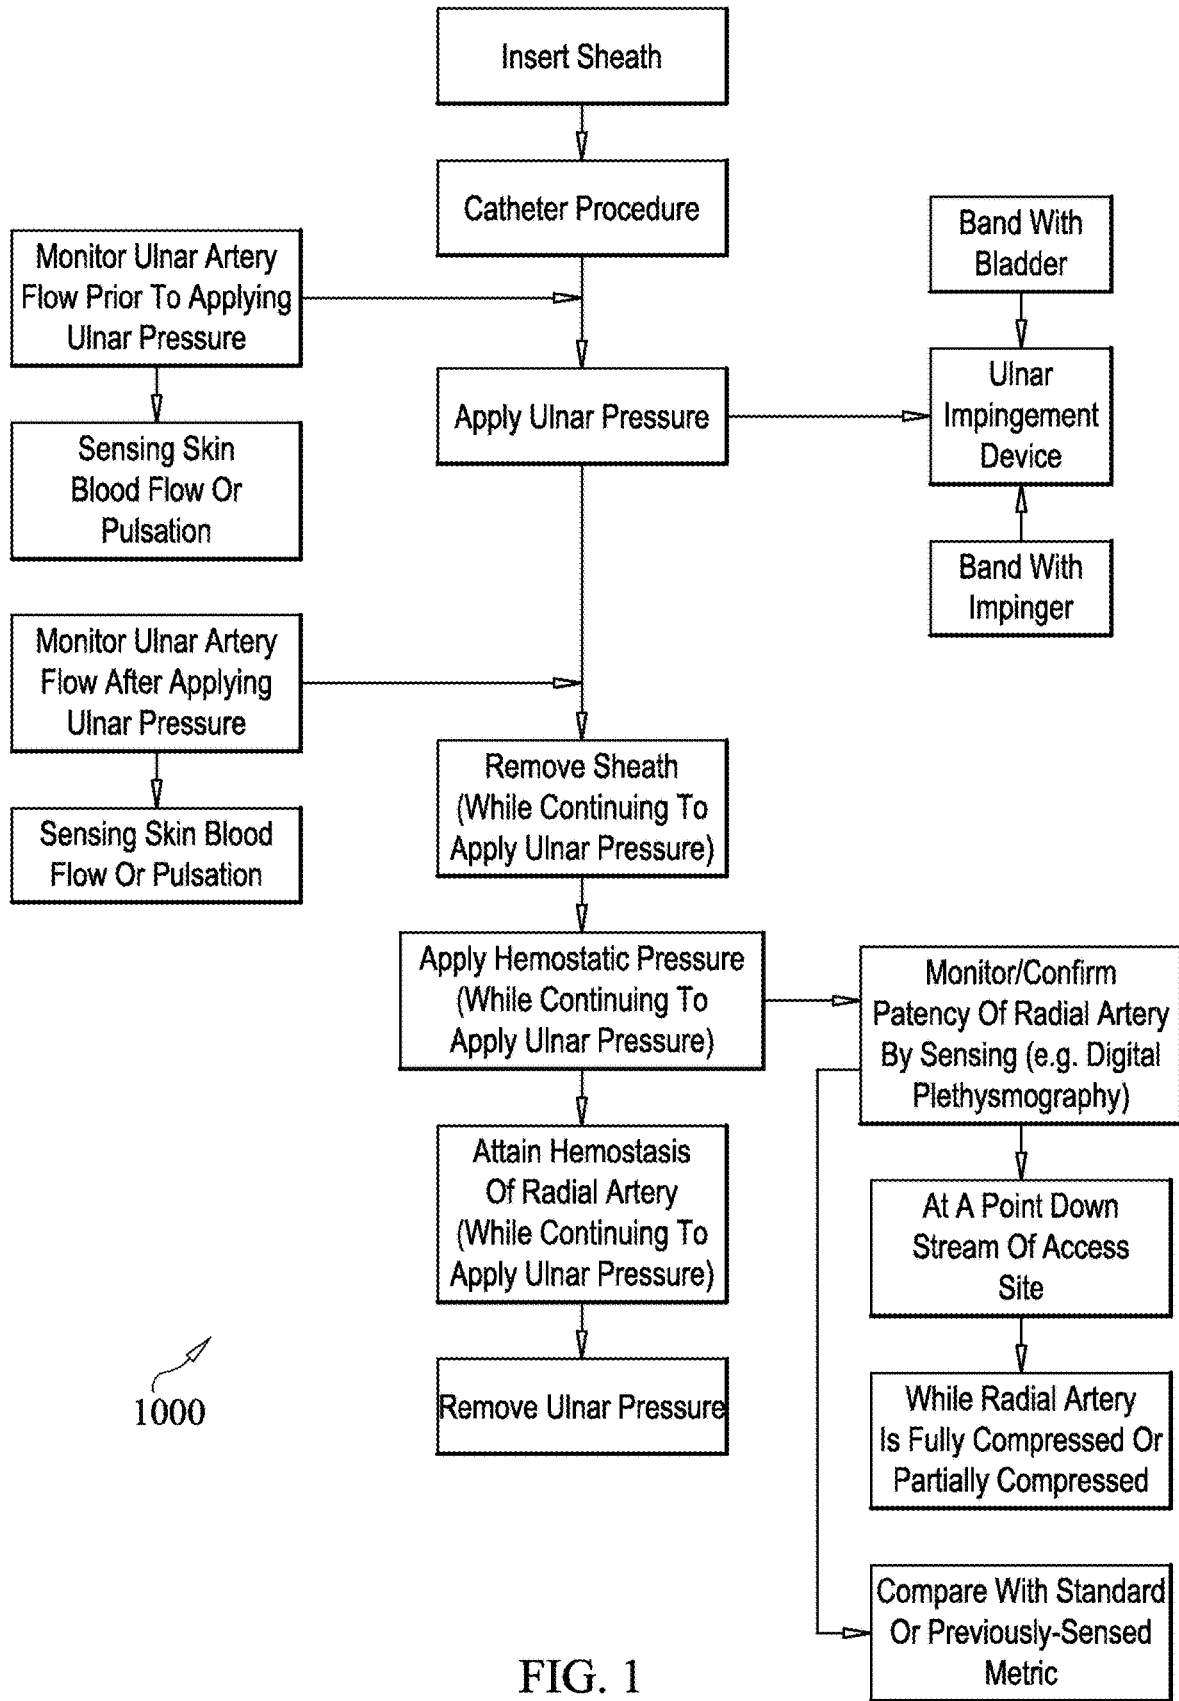 Insert Sheath
Catheter Procedure
Monitor Ulnar Artery
Flow Prior To Applying
Ulnar Pressure
Band With
Bladder
Apply Ulnar Pressure
Ulnar
Impingement
Device
Sensing Skin
Blood Flow Or
Pulsation
Band With
Impinger
Monitor Ulnar Artery
Flow After Applying
Ulnar Pressure
Remove Sheath
(While Continuing To
Apply Ulnar Pressure)
Sensing Skin Blood
Flow Or Pulsation
Apply Hemostatic Pressure
(While Continuing To
Apply Ulnar Pressure)
Monitor/Confirm
Patency Of Radial Artery
By Sensing (e.g. Digital
Plethysmography)
Attain Hemostasis
Of Radial Artery
(While Continuing To
Apply Ulnar Pressure)
At A Point Down
Stream Of Access
Site
Remove Ulnar Pressure
While Radial Artery
Is Fully Compressed Or
Partially Compressed
1000
Compare With Standard
Or Previously-Sensed
Metric
FIG. 1